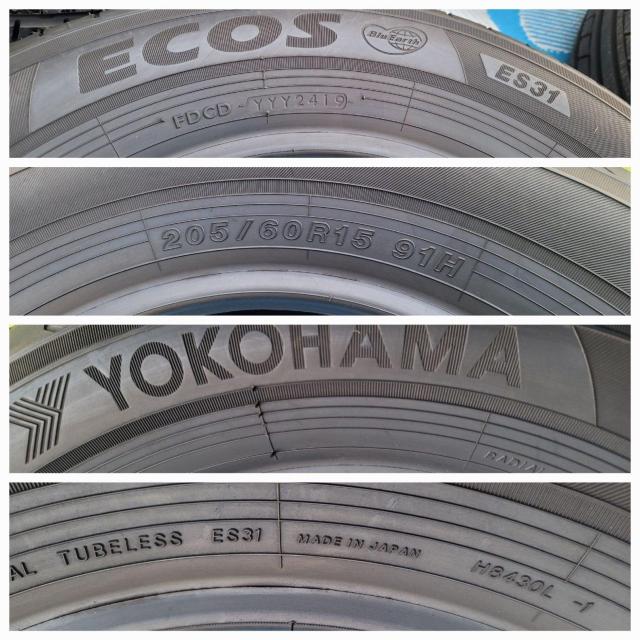 ECOS
BluEarth
ES31
FDCD - YYY2419
205/60R15 91H
YOKOHAMA
RADIAL
AL TUBELESS ES31 MADE IN JAPAN H8430L -1